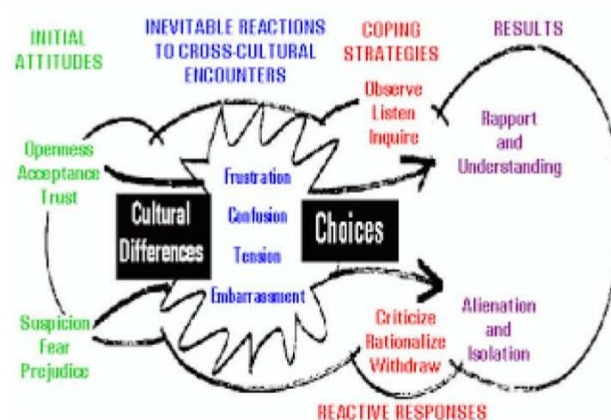 INITIAL
ATTITUDES
INEVITABLE REACTIONS
TO CROSS-CULTURAL
ENCOUNTERS
COPING
STRATEGIES
RESULTS
Observe
Listen
Inquire
Openness
Acceptance
Trust
Rapport
and
Understanding
Cultural
Differences
Frustration
Confusion
Tension
Embarrassment
Choices
Suspicion
Fear
Prejudice
Criticize
Rationalize
Withdraw
Alienation
and
Isolation
REACTIVE RESPONSES